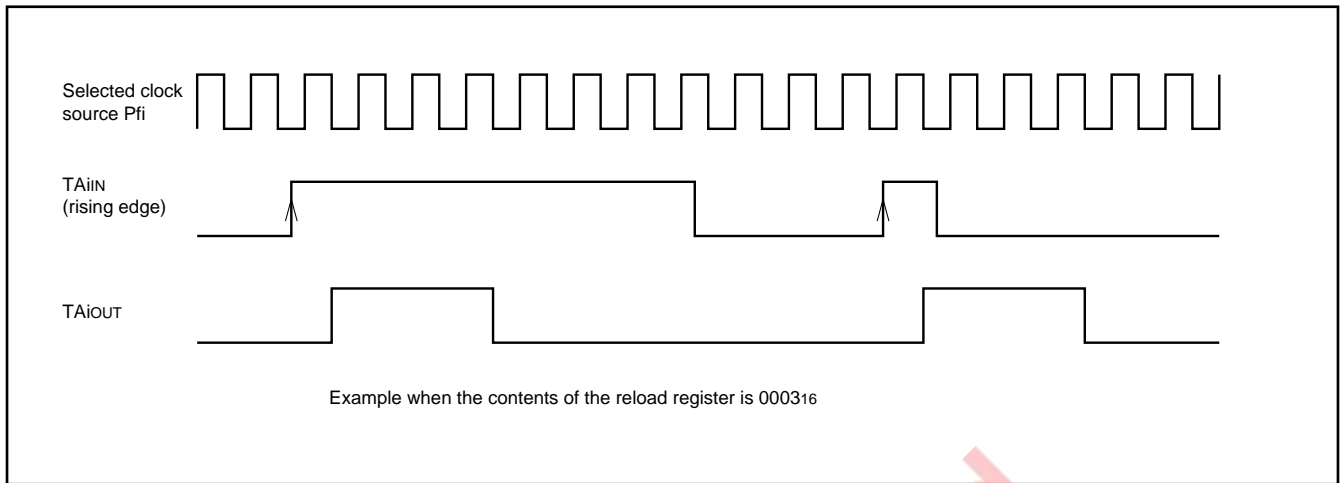 Selected clock
source Pfi
TAiIN
(rising edge)
TAiOUT
Example when the contents of the reload register is 000316